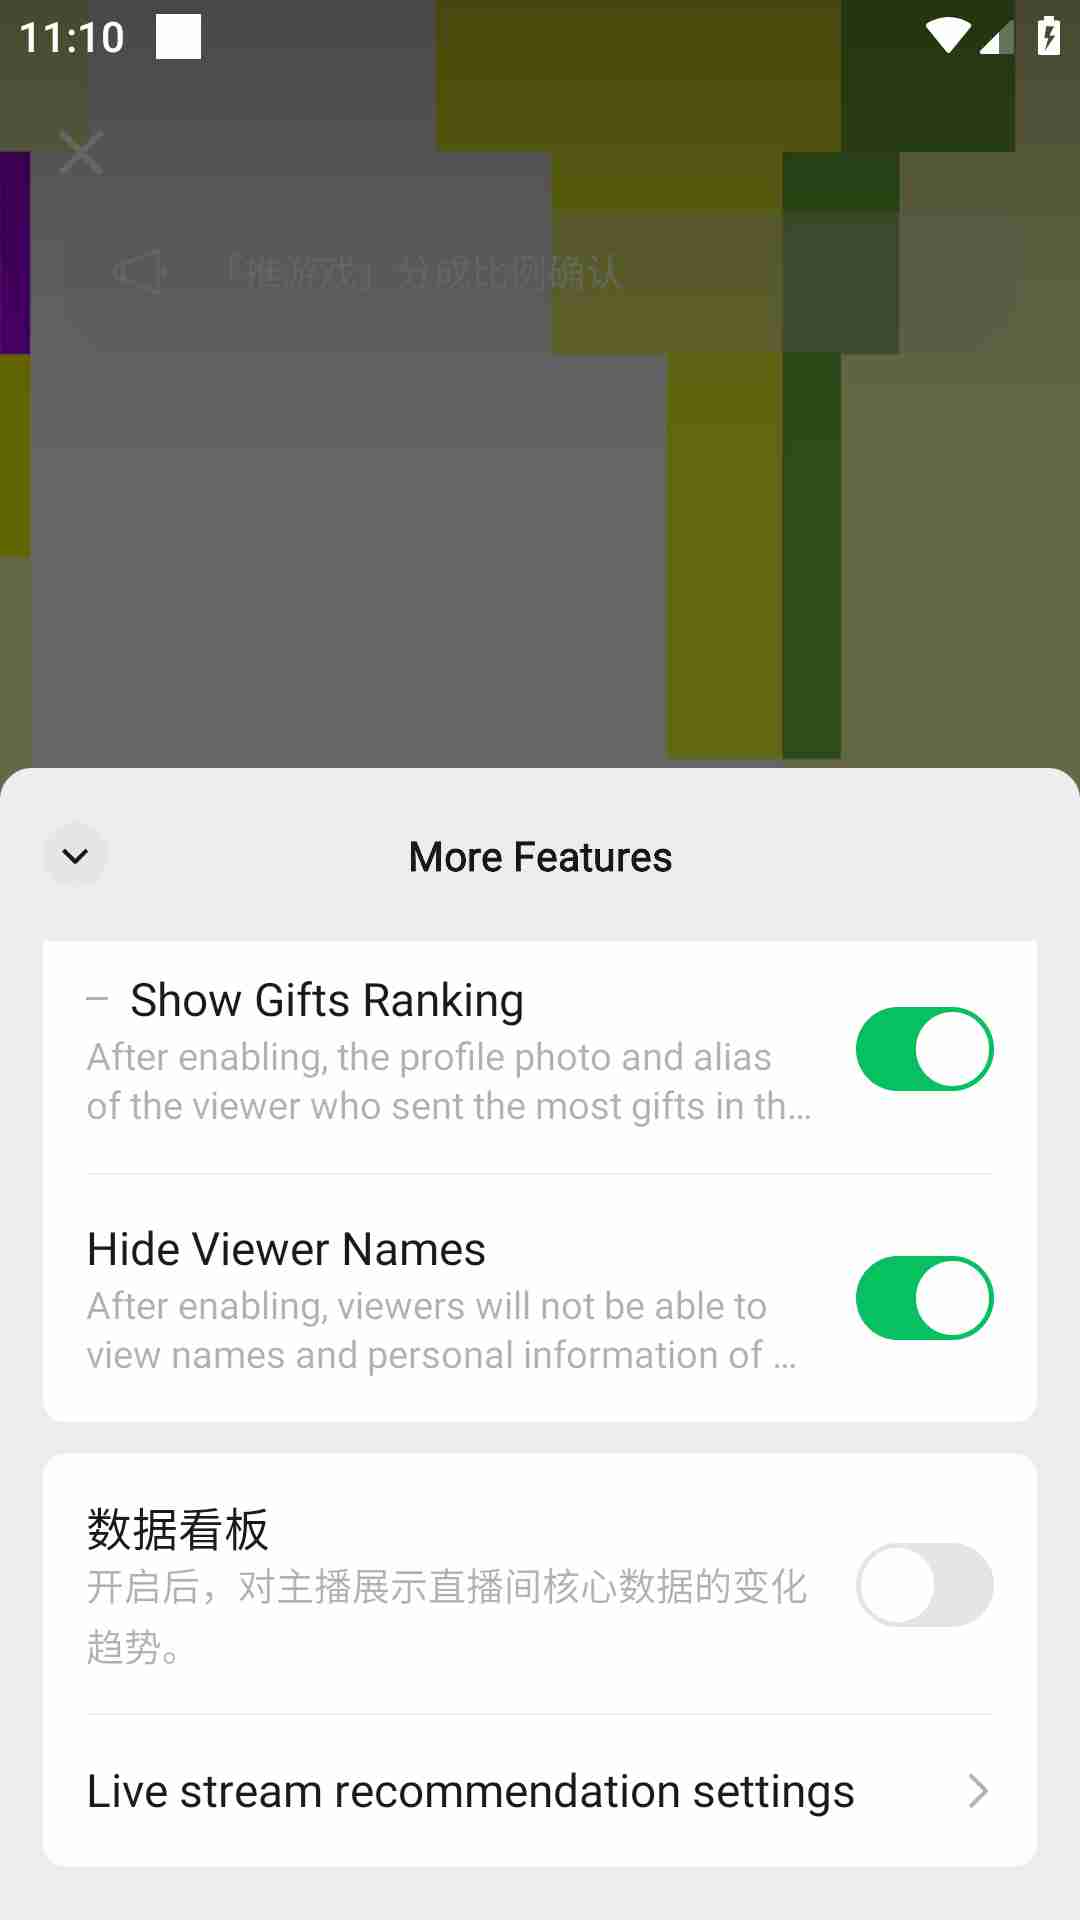 11:10
「推游戏」分成比例确认
More Features
Show Gifts Ranking
After enabling, the profile photo and alias
of the viewer who sent the most gifts in th...
Hide Viewer Names
After enabling, viewers will not be able to
view names and personal information of ...
数据看板
开启后，对主播展示直播间核心数据的变化
趋势。
Live stream recommendation settings